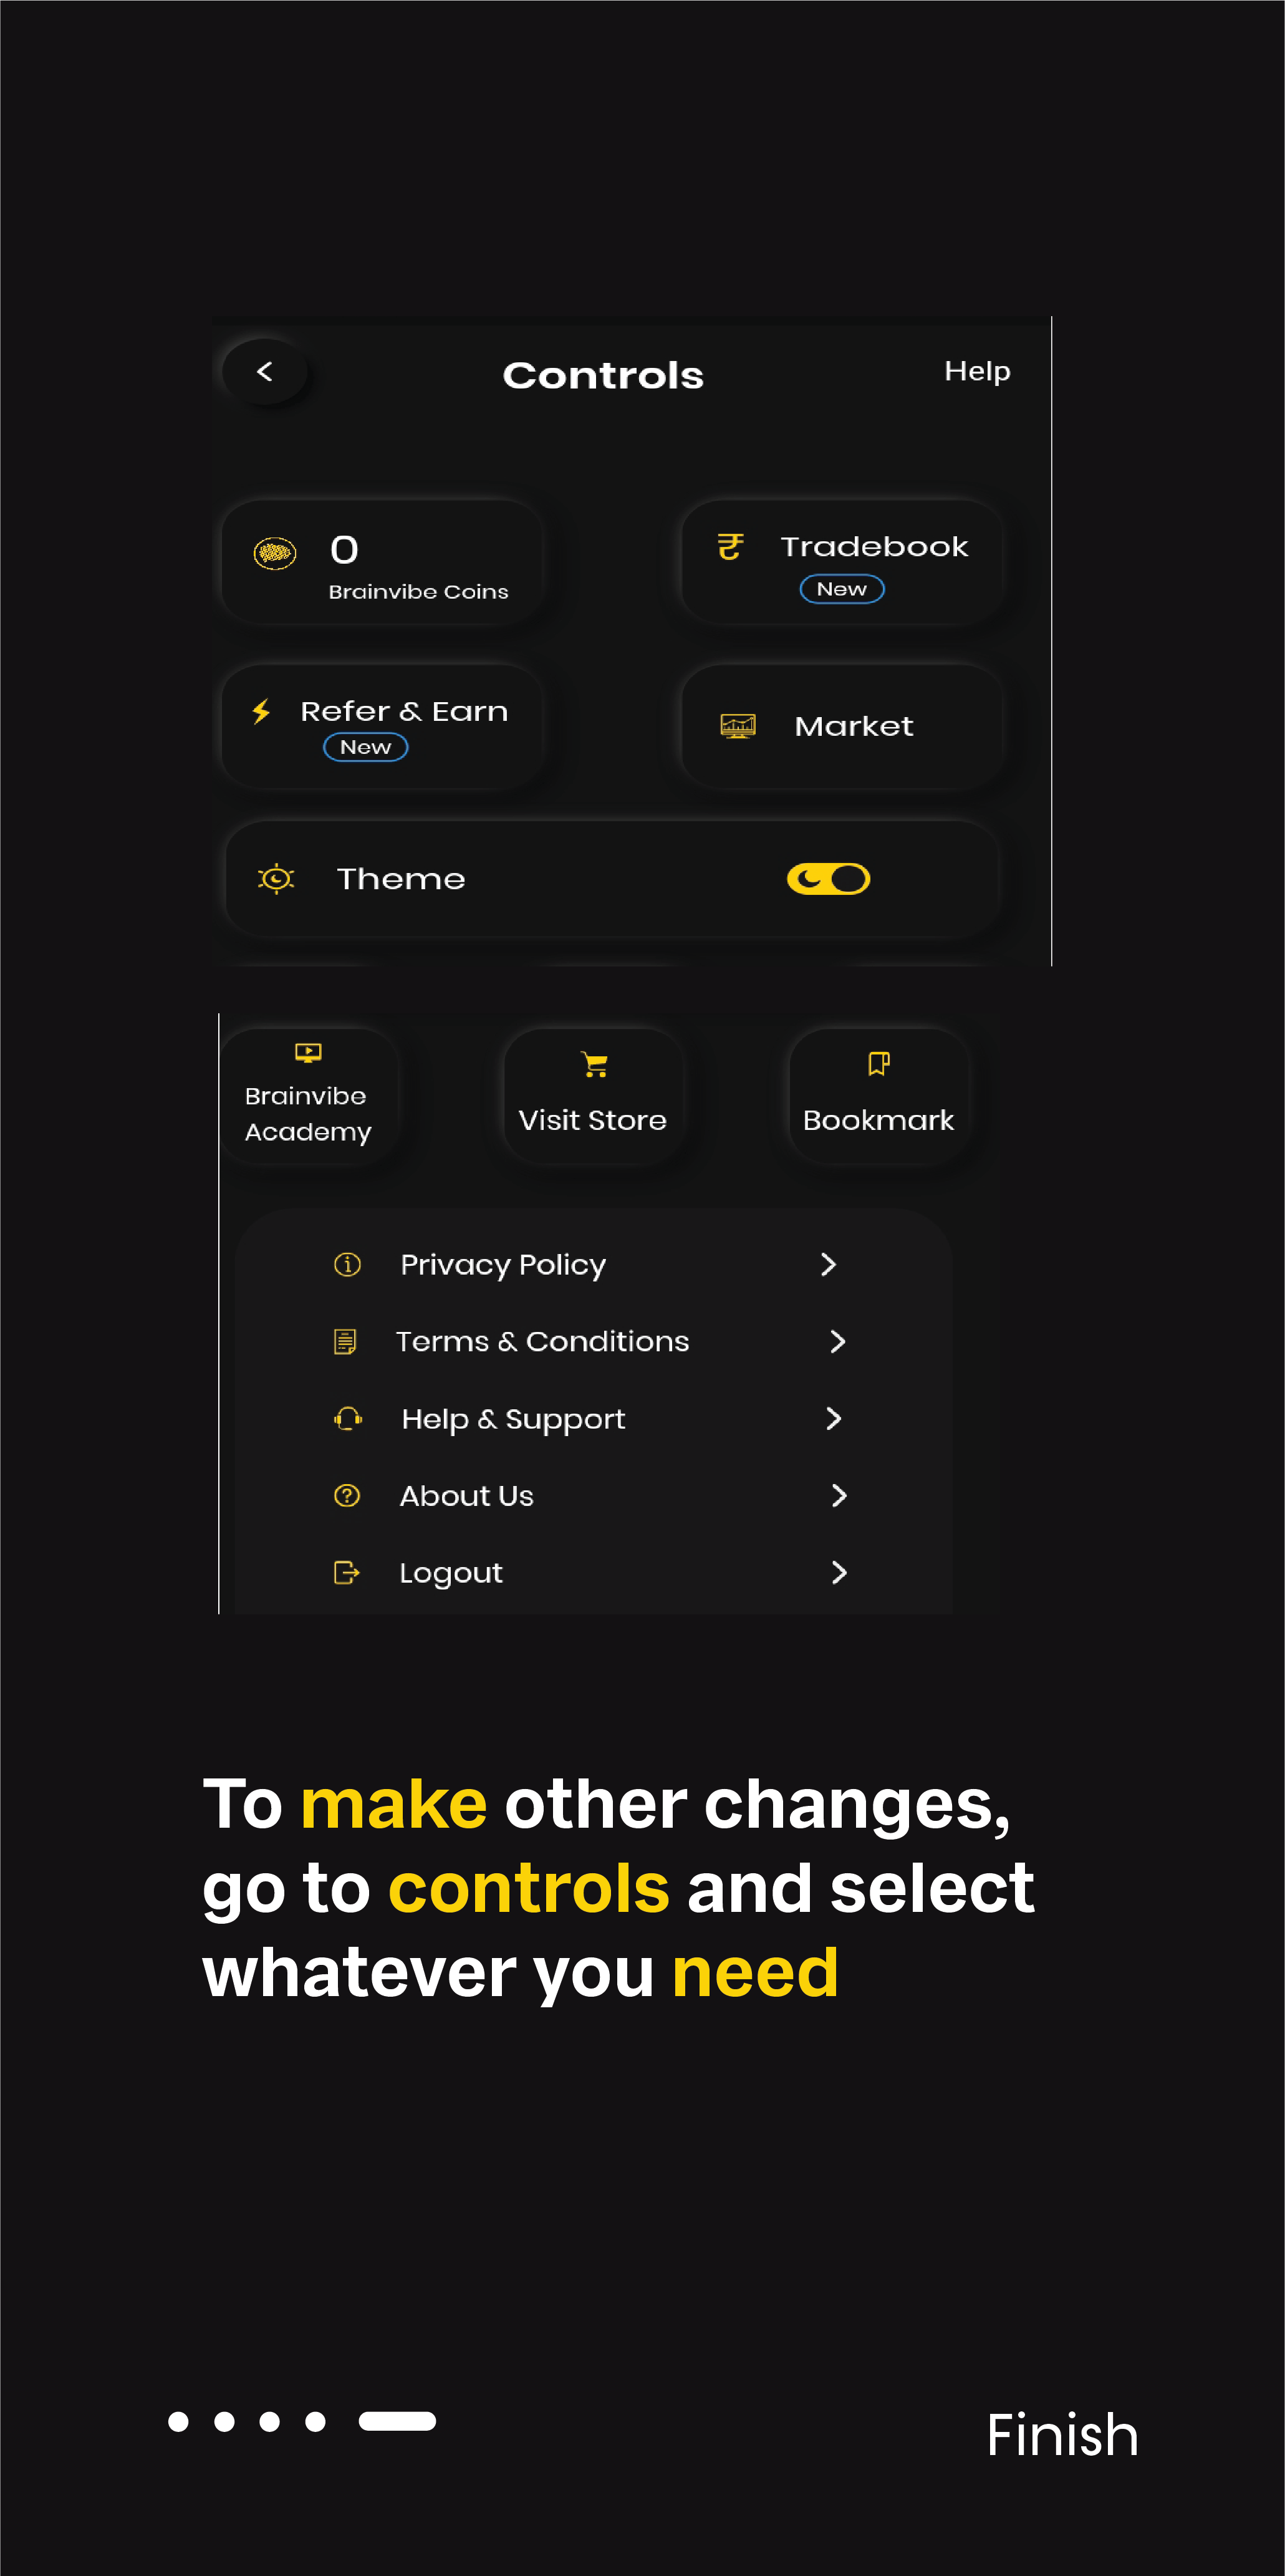 Controls
Help
0
Brainvibe Coins
Tradebook
New
Refer & Earn
New
Market
Theme
Brainvibe
Academy
Visit Store
Bookmark
Privacy Policy
Terms & Conditions
Help & Support
About Us
Logout
To make other changes,
go to controls and select
whatever you need
Finish